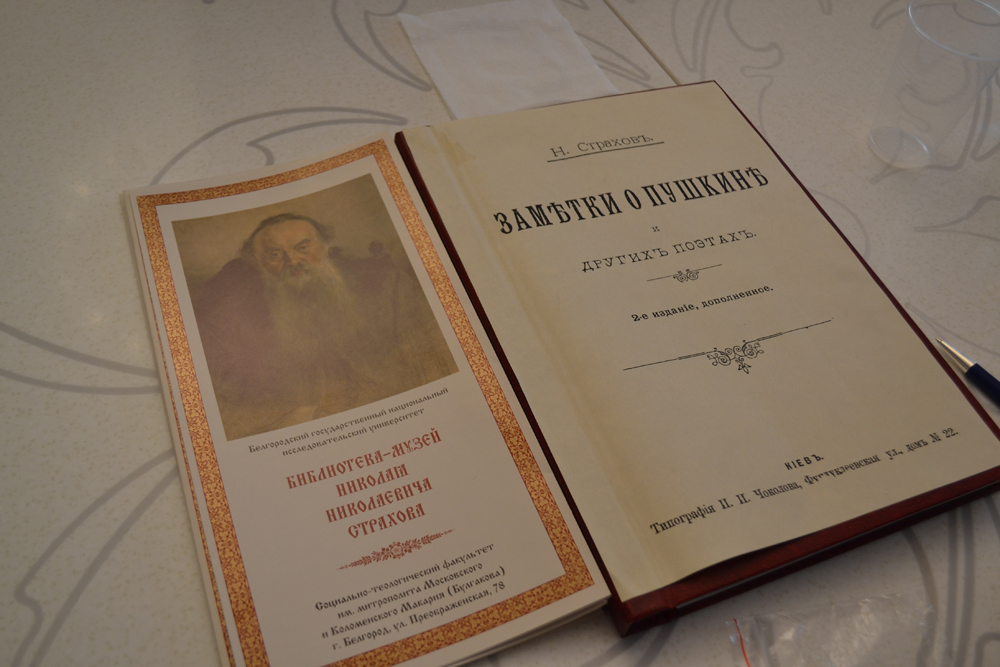 Белгородский государственный национальный
исследовательский университет
БИБЛИОТЕКА-МУЗЕЙ
НИКОЛАЯ
НИКОЛАЕВИЧА
СТРАХОВА
Социально-теологический факультет
им. митрополита Московского
и Коломенского Макария (Булгакова)
г. Белгород, ул. Преображенская, 78
Н. Страховъ.
ЗАМѢТКИ О ПУШКИНѢ
И
ДРУГИХЪ ПОЭТАХЪ.
2-е изданіе, дополненное.
КІЕВЪ.
Типографія И. И. Чоколова, Фундуклеевская ул., домъ № 22.